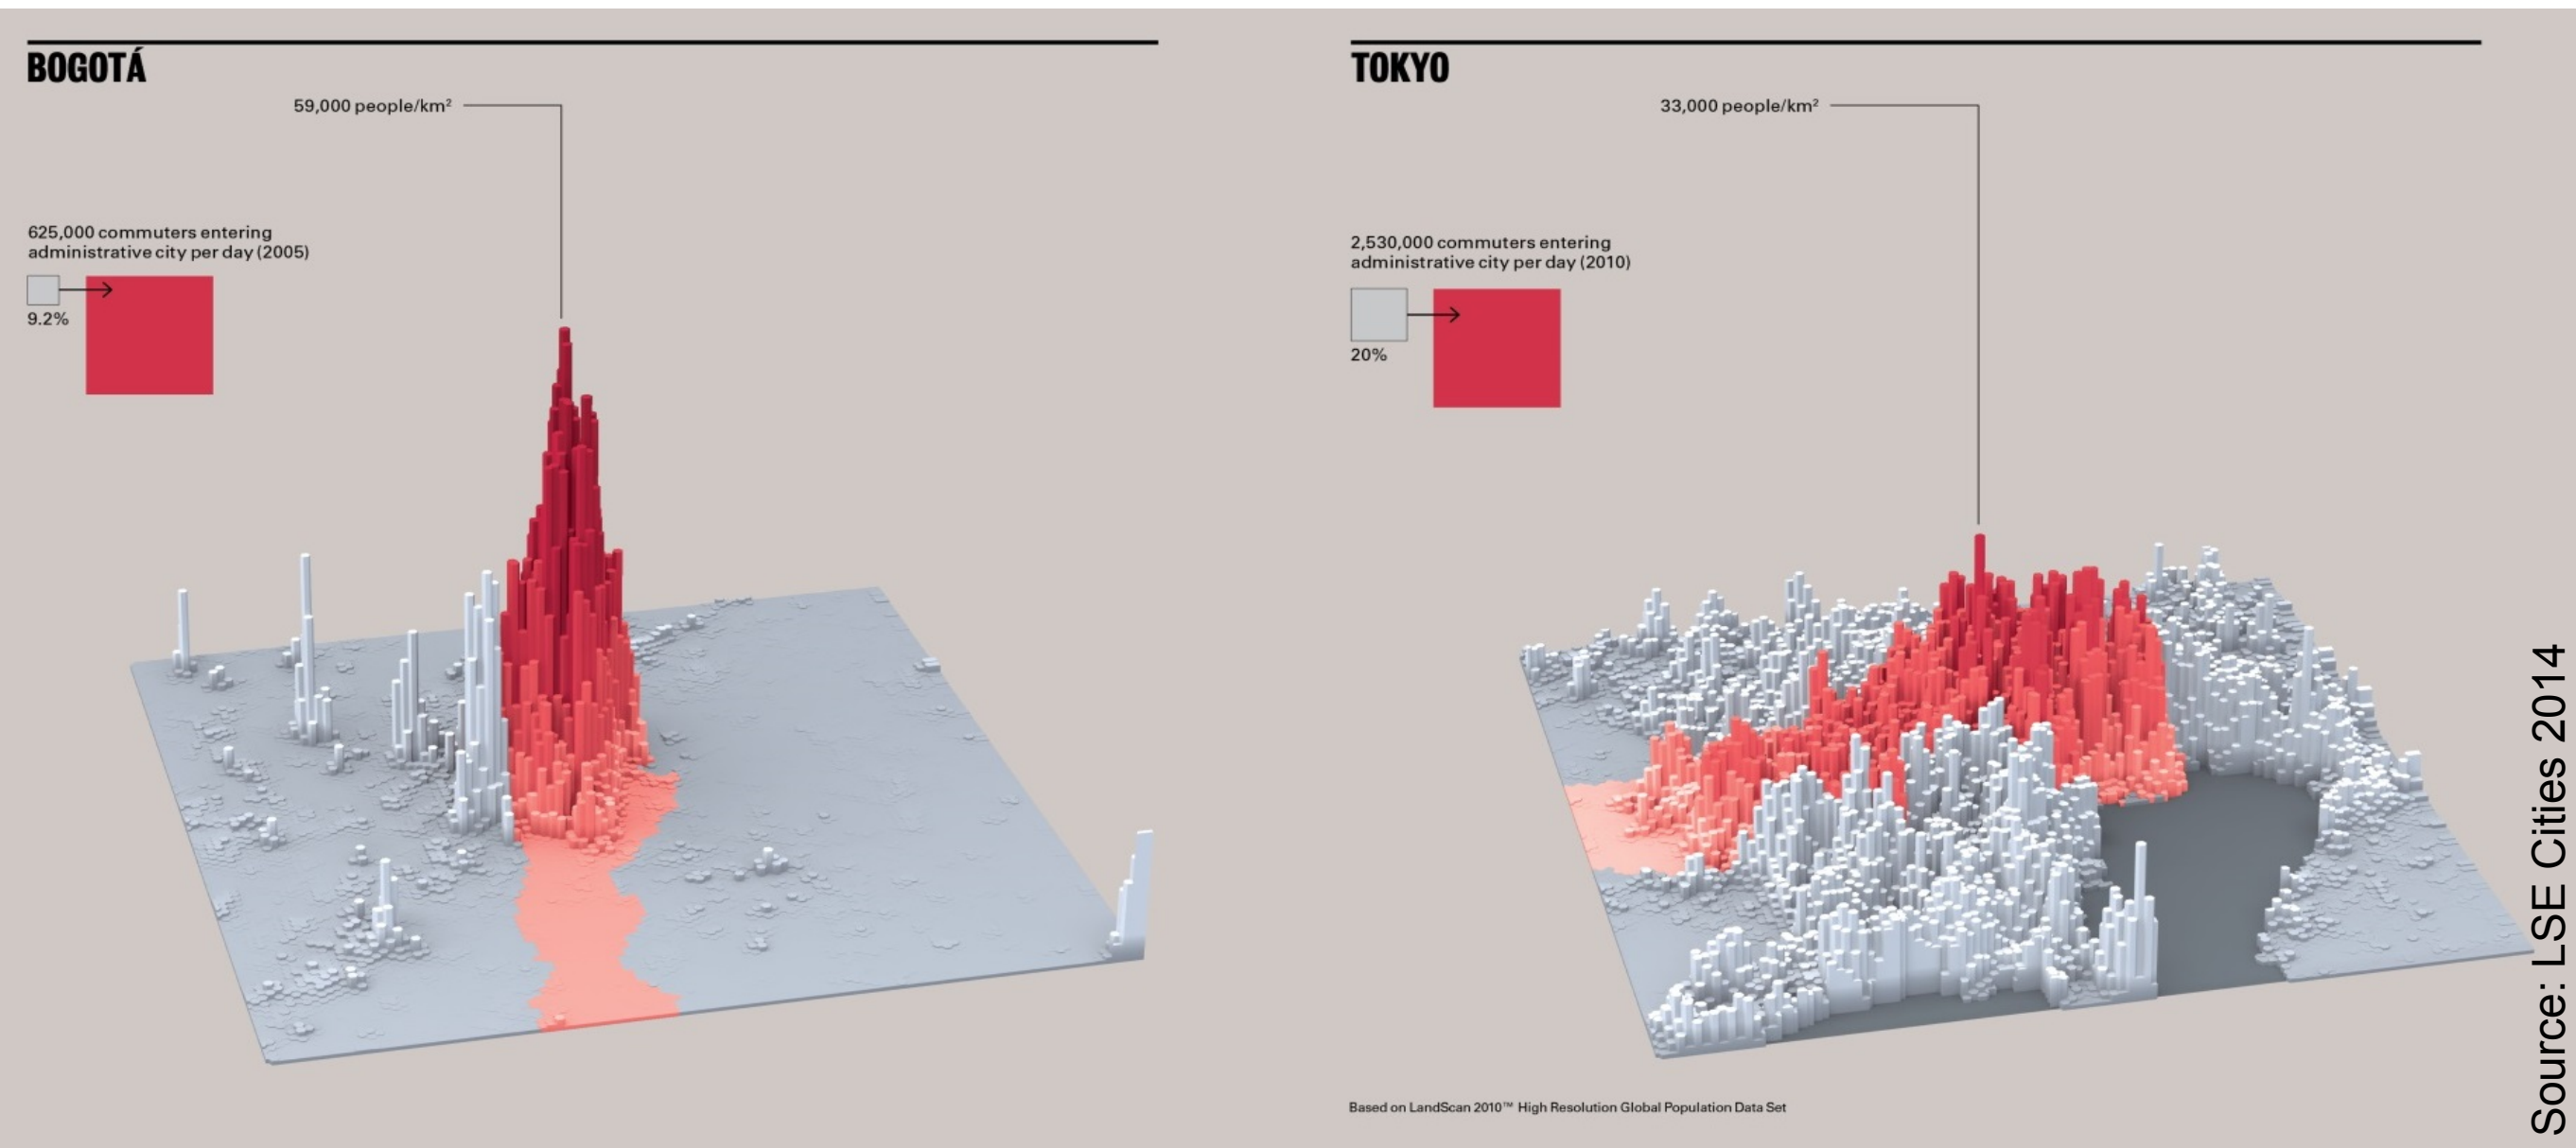 BOGOTÁ
59,000 people/km²
625,000 commuters entering
administrative city per day (2005)
9.2%
TOKYO
33,000 people/km²
2,530,000 commuters entering
administrative city per day (2010)
20%
Based on LandScan 2010™ High Resolution Global Population Data Set
Source: LSE Cities 2014